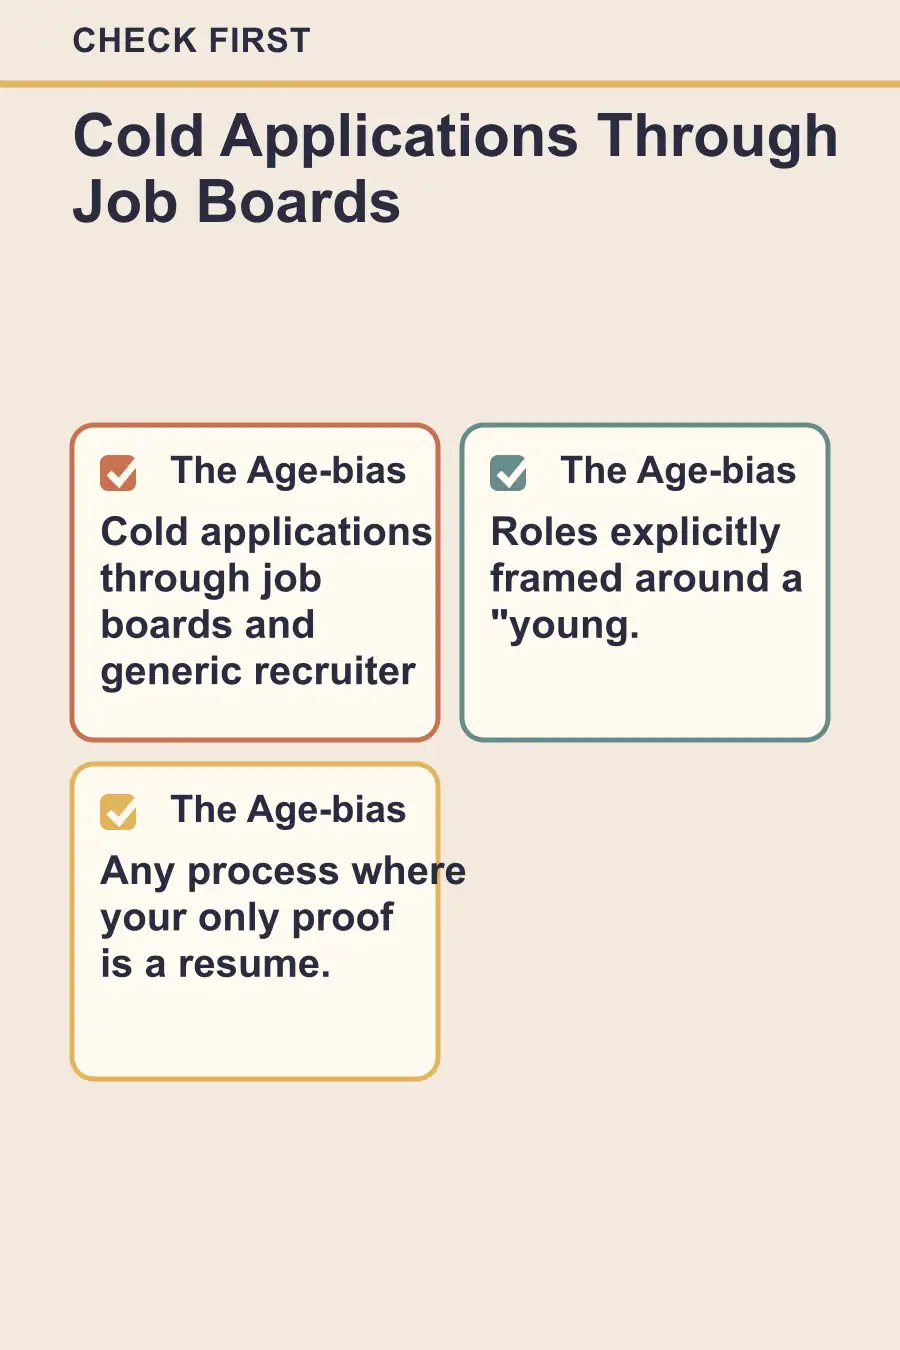 CHECK FIRST
Cold Applications Through
Job Boards
The Age-bias
Cold applications
through job
boards and
generic recruiter
The Age-bias
Roles explicitly
framed around a
"young.
The Age-bias
Any process where
your only proof
is a resume.